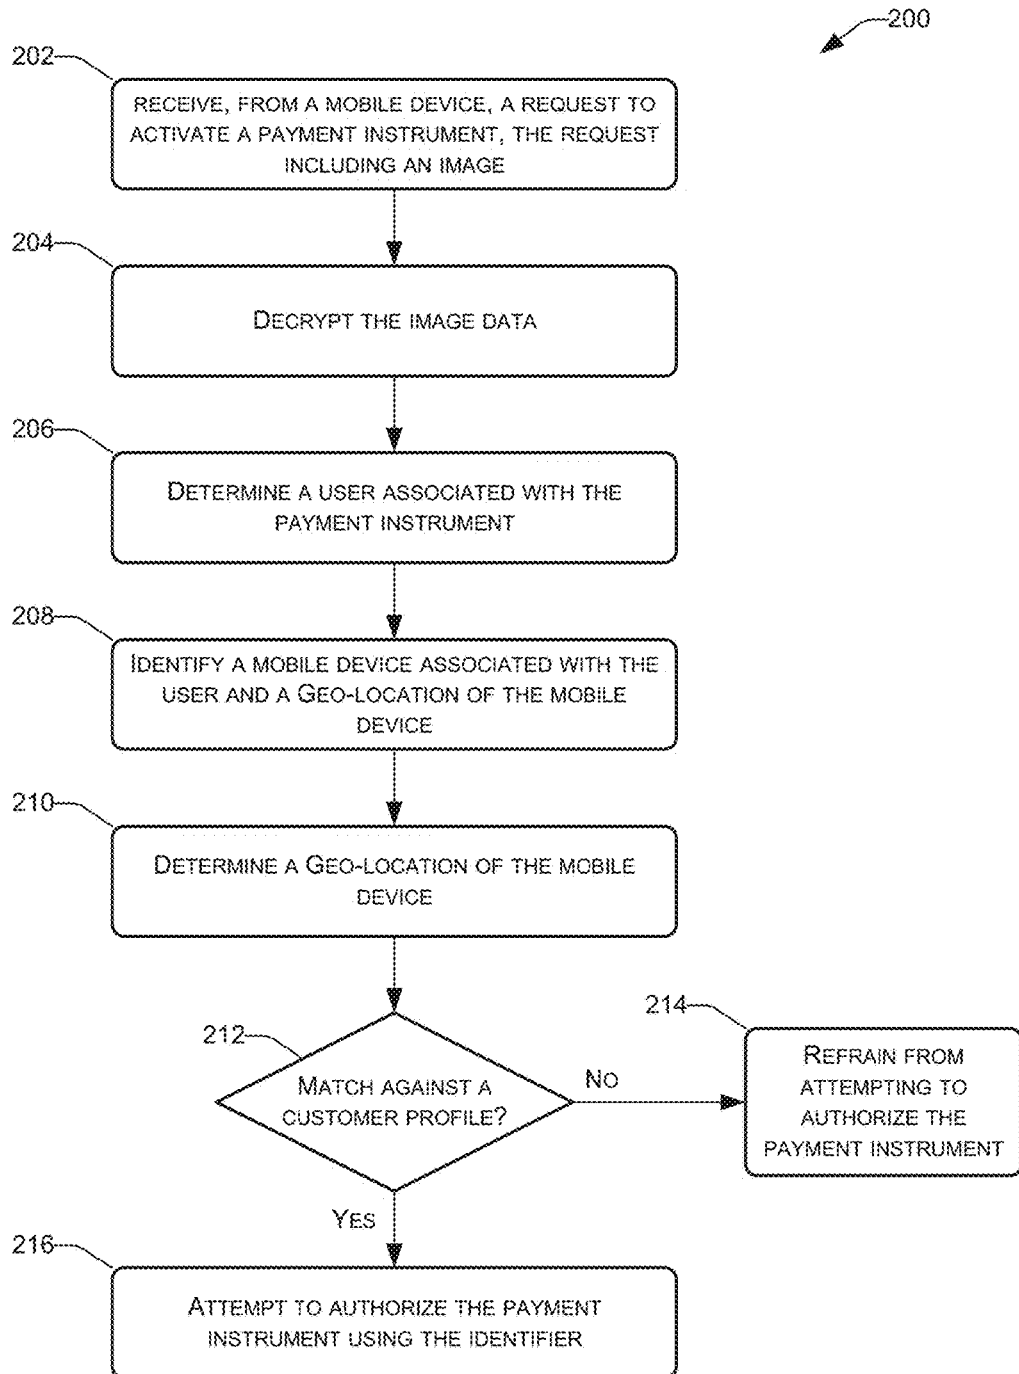 200
202
RECEIVE, FROM A MOBILE DEVICE, A REQUEST TO
ACTIVATE A PAYMENT INSTRUMENT, THE REQUEST
INCLUDING AN IMAGE
204
DECRYPT THE IMAGE DATA
206
DETERMINE A USER ASSOCIATED WITH THE
PAYMENT INSTRUMENT
208
IDENTIFY A MOBILE DEVICE ASSOCIATED WITH THE
USER AND A GEO-LOCATION OF THE MOBILE
DEVICE
210
DETERMINE A GEO-LOCATION OF THE MOBILE
DEVICE
212
MATCH AGAINST A
CUSTOMER PROFILE?
NO
214
REFRAIN FROM
ATTEMPTING TO
AUTHORIZE THE
PAYMENT INSTRUMENT
YES
216
ATTEMPT TO AUTHORIZE THE PAYMENT
INSTRUMENT USING THE IDENTIFIER